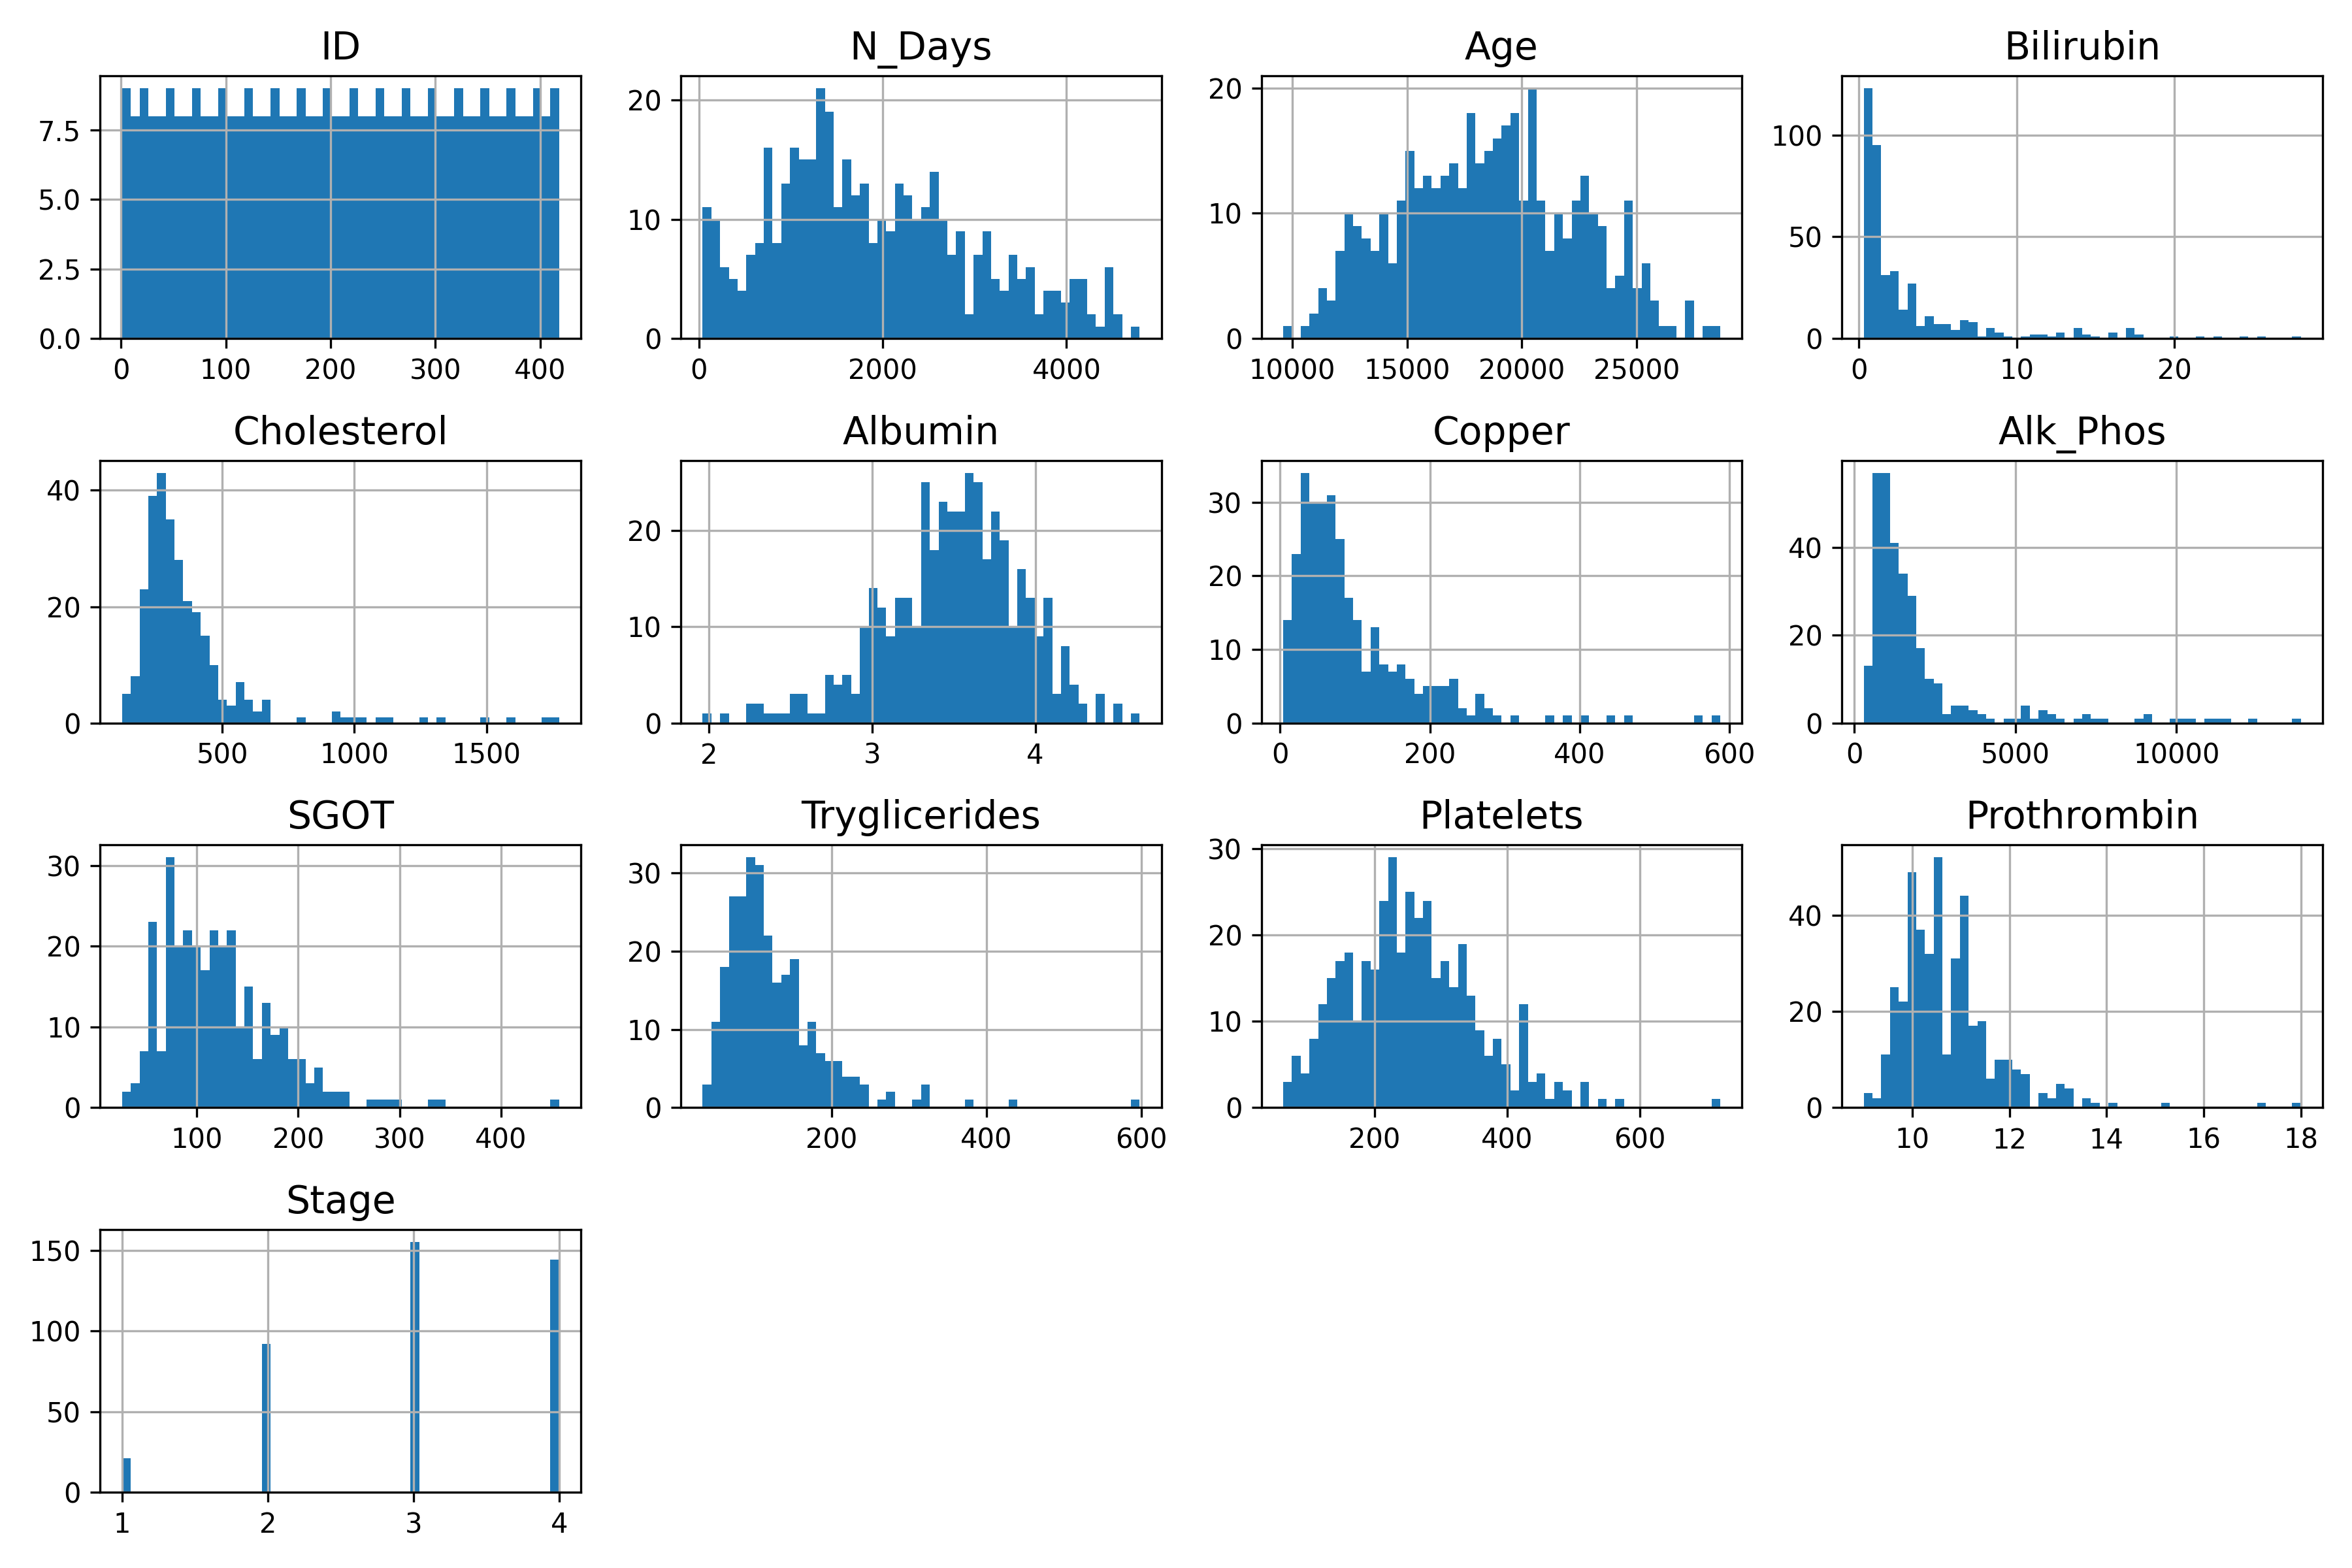 ID
7.5
5.0
2.5
0.0
0 100 200 300 400
N_Days
20
10
0
0 2000 4000
Age
20
10
0
10000 15000 20000 25000
Bilirubin
100
50
0
0 10 20
Cholesterol
40
20
0
500 1000 1500
Albumin
20
10
0
2 3 4
Copper
30
20
10
0
0 200 400 600
Alk_Phos
40
20
0
0 5000 10000
SGOT
30
20
10
0
100 200 300 400
Tryglicerides
30
20
10
0
200 400 600
Platelets
30
20
10
0
200 400 600
Prothrombin
40
20
0
10 12 14 16 18
Stage
150
100
50
0
1 2 3 4